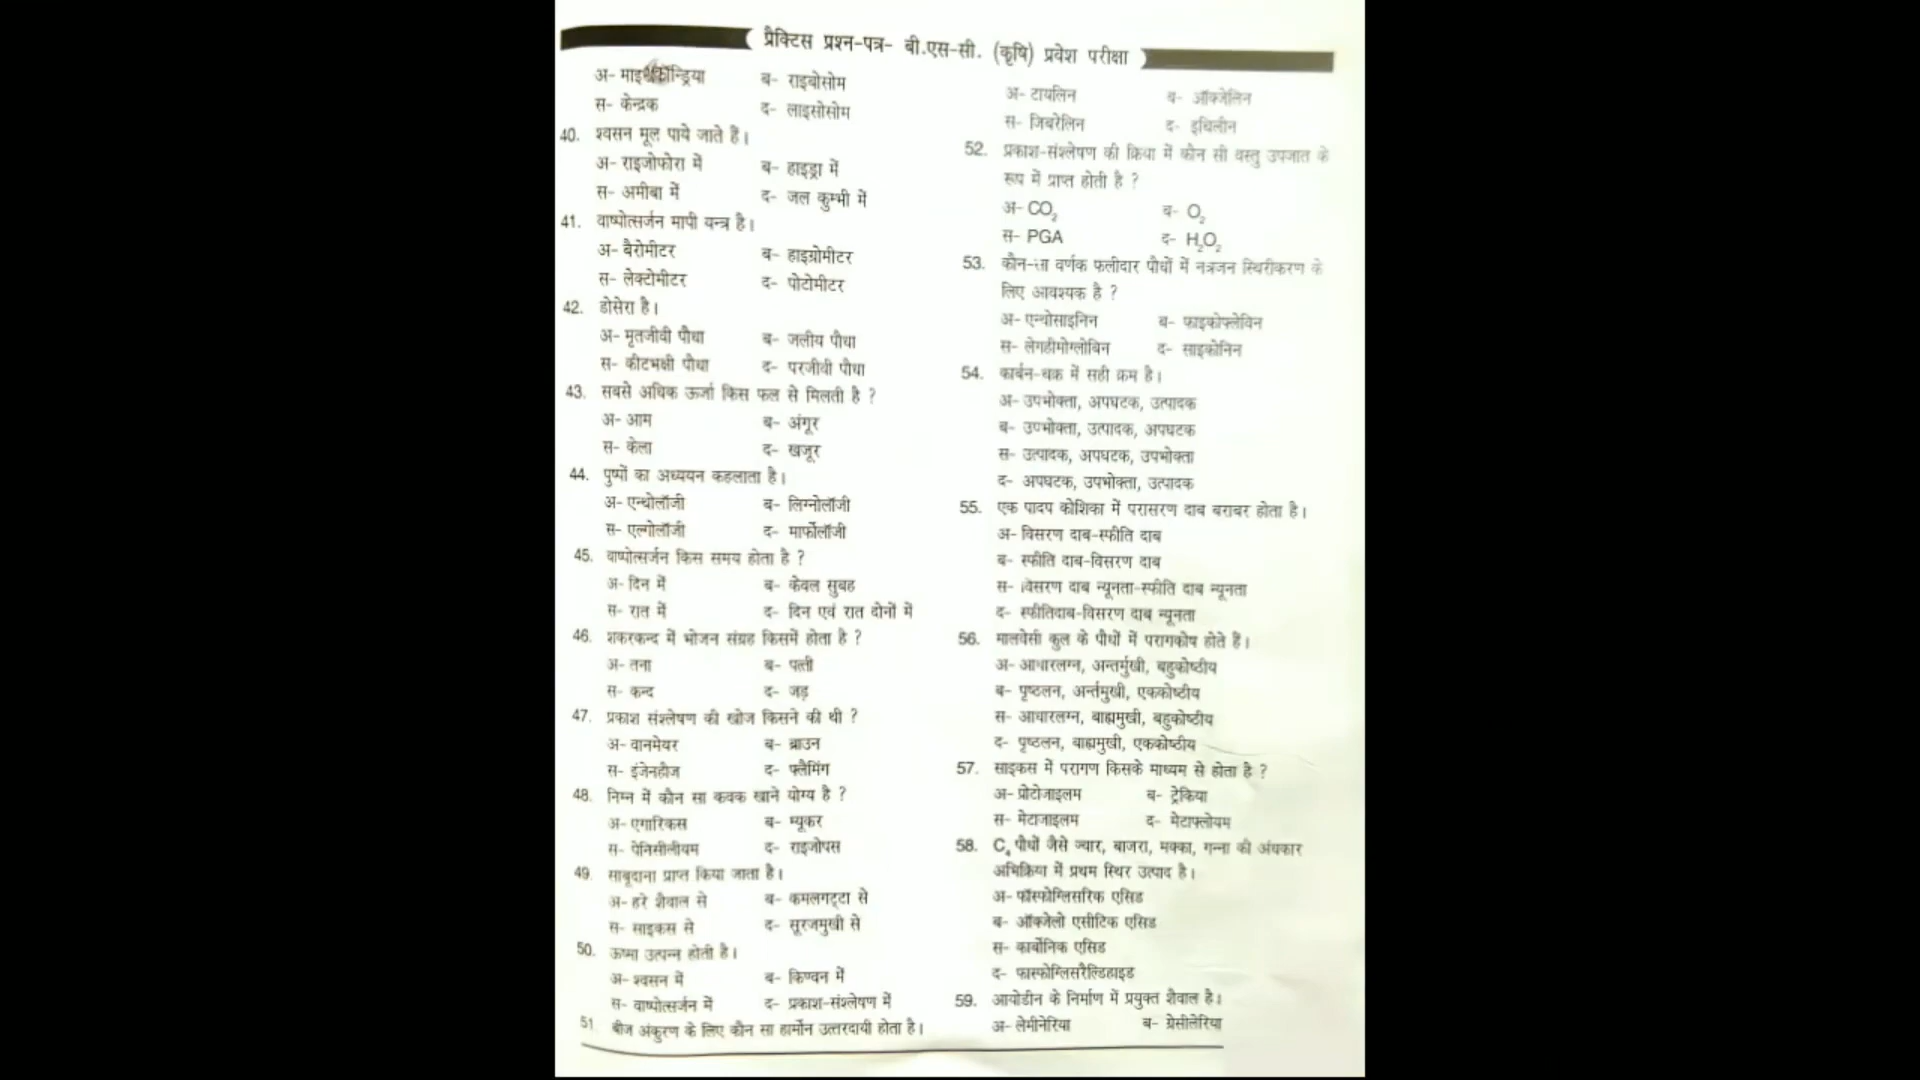 प्रैक्टिस प्रश्न-पत्र- बी.एस-सी. (कृषि) प्रवेश परीक्षा
अ- माइटोकॉन्ड्रिया ब- राइबोसोम
स- केन्द्रक द- लाइसोसोम
40. श्वसन मूल पाये जाते हैं।
अ- राइजोफोरा में ब- हाइड्रा में
स- अमीबा में द- जल कुम्भी में
41. वाष्पोत्सर्जन मापी यन्त्र है।
अ- बैरोमीटर ब- हाइग्रोमीटर
स- लेक्टोमीटर द- पोटोमीटर
42. डोसेरा है।
अ- मृतजीवी पौधा ब- जलीय पौधा
स- कीटभक्षी पौधा द- परजीवी पौधा
43. सबसे अधिक ऊर्जा किस फल से मिलती है ?
अ- आम ब- अंगूर
स- केला द- खजूर
44. पुष्पों का अध्ययन कहलाता है।
अ- एन्थोलॉजी ब- लिग्नोलॉजी
स- एल्गोलॉजी द- मार्फोलॉजी
45. वाष्पोत्सर्जन किस समय होता है ?
अ- दिन में ब- केवल सुबह
स- रात में द- दिन एवं रात दोनों में
46. शकरकन्द में भोजन संग्रह किसमें होता है ?
अ- तना ब- पत्ती
स- कन्द द- जड़
47. प्रकाश संश्लेषण की खोज किसने की थी ?
अ- वानमेयर ब- ब्राउन
स- इंजेनहौज द- फ्लैमिंग
48. निम्न में कौन सा कवक खाने योग्य है ?
अ- एगारिकस ब- म्यूकर
स- पेनिसीलीयम द- राइजोपस
49. साबूदाना प्राप्त किया जाता है।
अ- हरे शैवाल से ब- कमलगट्टा से
स- साइकस से द- सूरजमुखी से
50. ऊष्मा उत्पन्न होती है।
अ- श्वसन में ब- किण्वन में
स- वाष्पोत्सर्जन में द- प्रकाश-संश्लेषण में
51 बीज अंकुरण के लिए कौन सा हार्मोन उत्तरदायी होता है।
अ- टायलिन ब- ऑक्जेलिन
स- जिबरेलिन द- इथिलीन
52. प्रकाश-संश्लेषण की क्रिया में कौन सी वस्तु उपजात के
रूप में प्राप्त होती है ?
अ- CO₂ ब- O₂
स- PGA द- H₂O₂
53. कौन-सा वर्णक फलीदार पौधों में नत्रजन स्थिरीकरण के
लिए आवश्यक है ?
अ- एन्थोसाइनिन ब- फाइकोफ्लेविन
स- लेगहीमोग्लोबिन द- साइकोनिन
54. कार्बन-चक्र में सही क्रम है।
अ- उपभोक्ता, अपघटक, उत्पादक
ब- उपभोक्ता, उत्पादक, अपघटक
स- उत्पादक, अपघटक, उपभोक्ता
द- अपघटक, उपभोक्ता, उत्पादक
55. एक पादप कोशिका में परासरण दाब बराबर होता है।
अ- विसरण दाब-स्फीति दाब
ब- स्फीति दाब-विसरण दाब
स- विसरण दाब न्यूनता-स्फीति दाब न्यूनता
द- स्फीतिदाब-विसरण दाब न्यूनता
56. मालवेसी कुल के पौधों में परागकोष होते हैं।
अ- आधारलग्न, अन्तर्मुखी, बहुकोष्ठीय
ब- पृष्ठलन, अर्न्तमुखी, एककोष्ठीय
स- आधारलग्न, बाह्यमुखी, बहुकोष्ठीय
द- पृष्ठलन, बाह्यमुखी, एककोष्ठीय
57. साइकस में परागण किसके माध्यम से होता है ?
अ- प्रोटोजाइलम ब- ट्रेकिया
स- मेटाजाइलम द- मेटाफ्लोयम
58. C₄ पौधों जैसे ज्वार, बाजरा, मक्का, गन्ना की अंधकार
अभिक्रिया में प्रथम स्थिर उत्पाद है।
अ- फॉस्फोग्लिसरिक एसिड
ब- ऑक्जेलो एसीटिक एसिड
स- कार्बोनिक एसिड
द- फास्फोग्लिसरैल्डिहाइड
59. आयोडीन के निर्माण में प्रयुक्त शैवाल है।
अ- लेमीनेरिया ब- ग्रेसीलेरिया